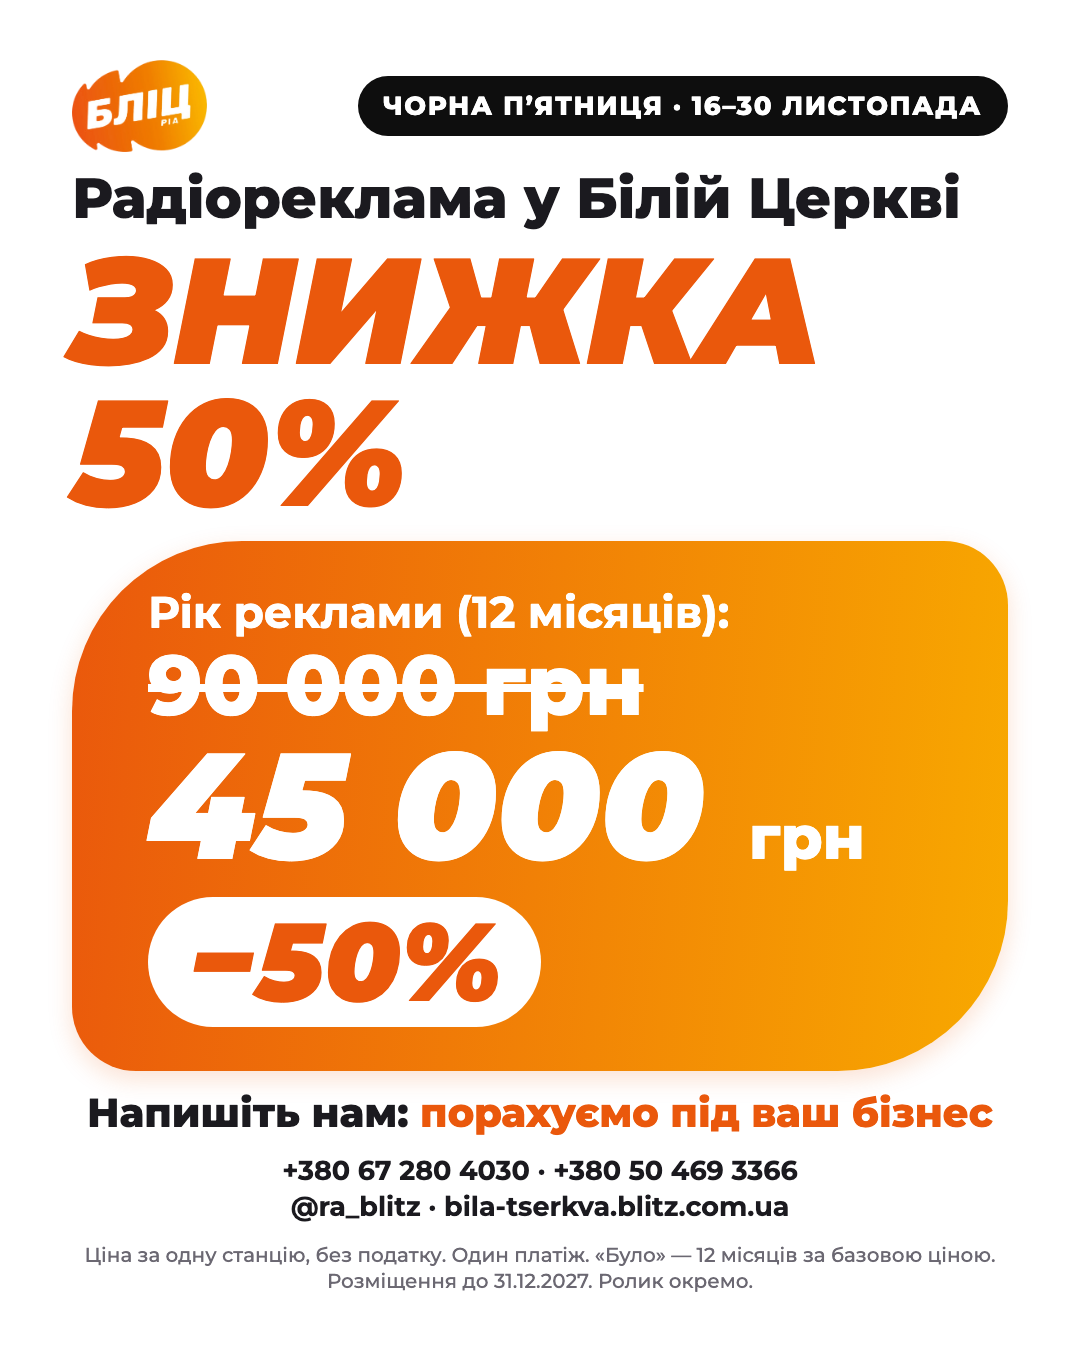 БЛІЦ
РІА
ЧОРНА П’ЯТНИЦЯ · 16–30 ЛИСТОПАДА
Радіореклама у Білій Церкві
ЗНИЖКА
50%
Рік реклами (12 місяців):
90 000 грн
45 000 грн
–50%
Напишіть нам: порахуємо під ваш бізнес
+380 67 280 4030 · +380 50 469 3366
@ra_blitz · bila-tserkva.blitz.com.ua
Ціна за одну станцію, без податку. Один платіж. «Було» — 12 місяців за базовою ціною.
Розміщення до 31.12.2027. Ролик окремо.